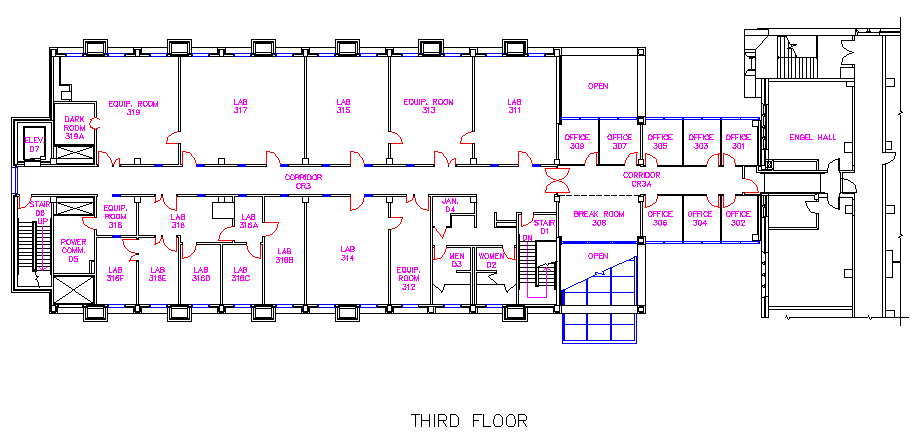 OPEN
EQUIP. ROOM
319
LAB
317
LAB
315
EQUIP. ROOM
313
LAB
311
DARK
ROOM
319A
ELEV.
D7
OFFICE
309
OFFICE
307
OFFICE
305
OFFICE
303
OFFICE
301
ENGEL HALL
CORRIDOR
CR3
CORRIDOR
CR3A
STAIR
D6
UP
EQUIP.
ROOM
318
LAB
316
LAB
316A
JAN.
D4
STAIR
D1
DN
BREAK ROOM
308
OFFICE
306
OFFICE
304
OFFICE
302
POWER
COMM.
D5
LAB
316F
LAB
316E
LAB
316D
LAB
316C
LAB
316B
LAB
314
EQUIP.
ROOM
312
MEN
D3
WOMEN
D2
OPEN
THIRD FLOOR